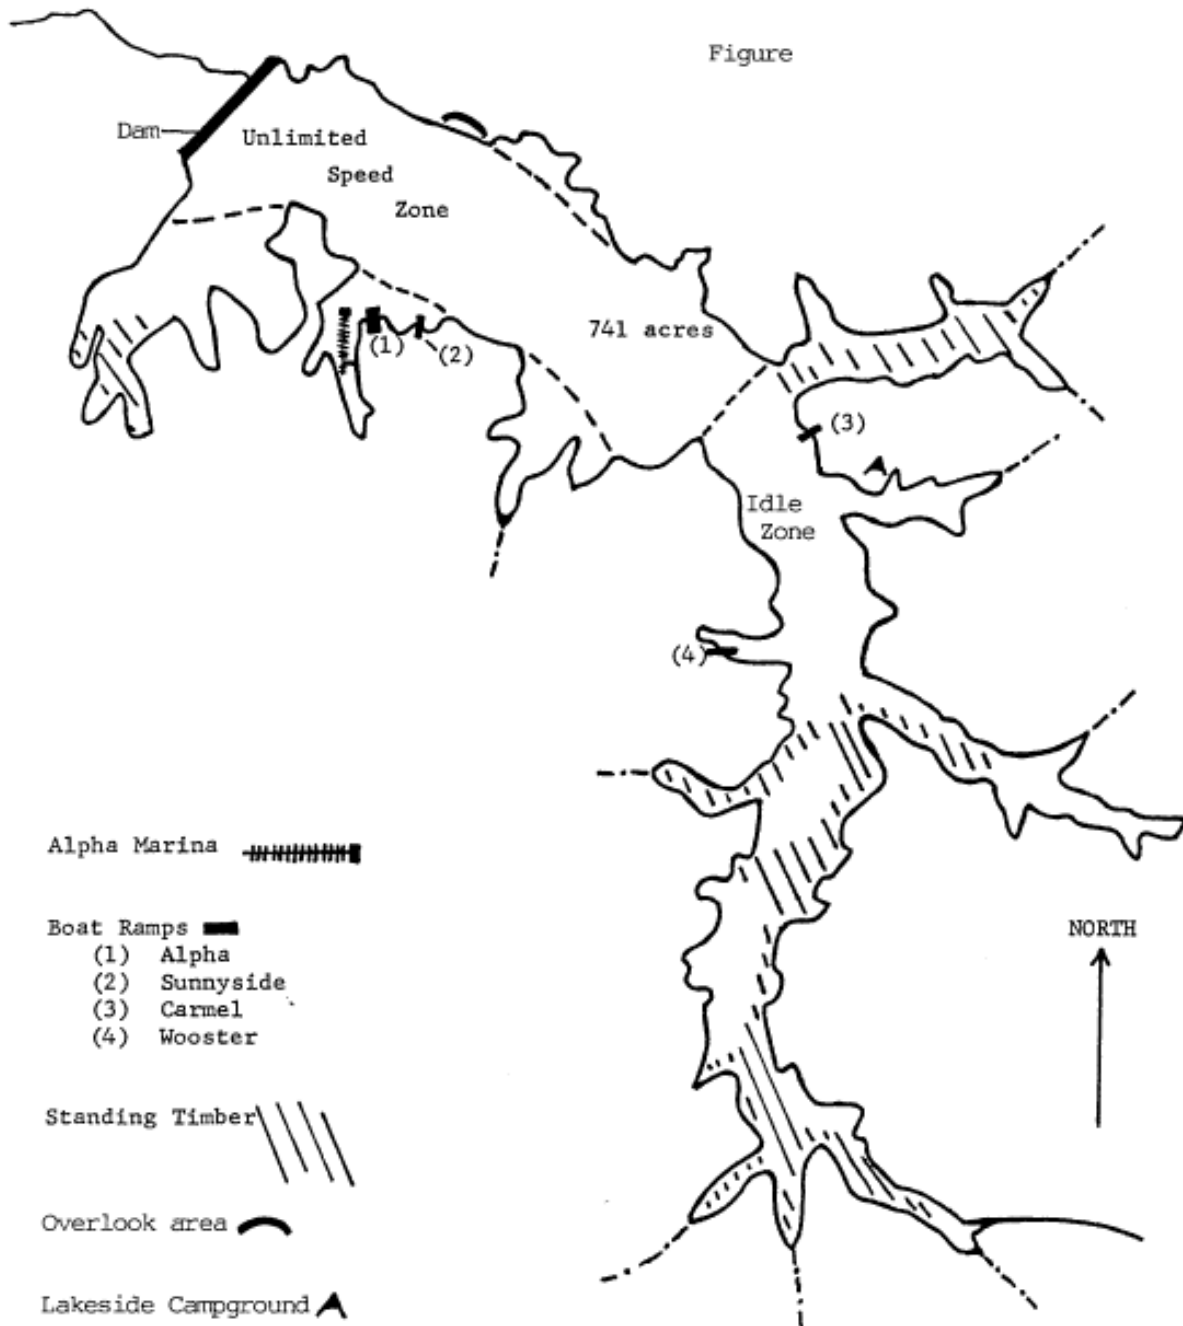 Figure
Dam
Unlimited
Speed
Zone
741 acres
(1)
(2)
(3)
Idle
Zone
(4)
Alpha Marina
Boat Ramps
(1) Alpha
(2) Sunnyside
(3) Carmel
(4) Wooster
NORTH
Standing Timber
Overlook area
Lakeside Campground